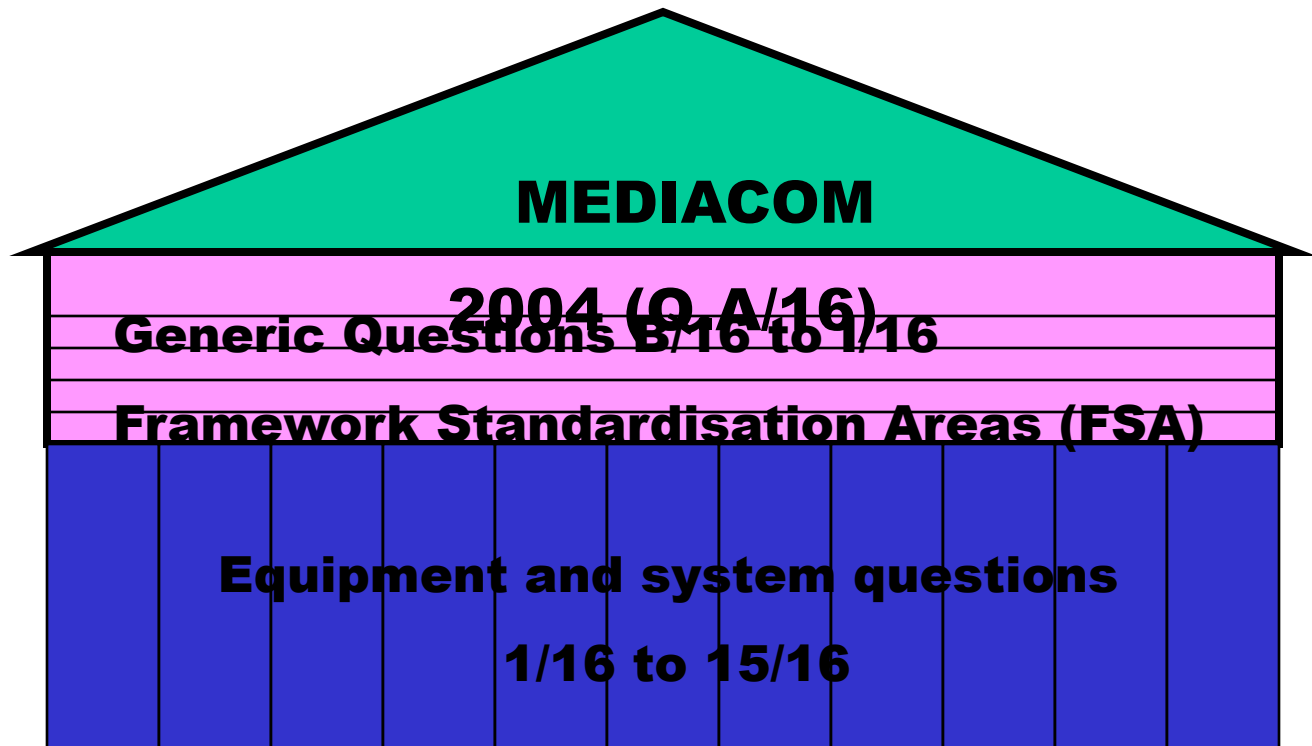 MEDIACOM
2004 (Q.A/16)
Generic Questions B/16 to I/16
Framework Standardisation Areas (FSA)
Equipment and system questions
1/16 to 15/16